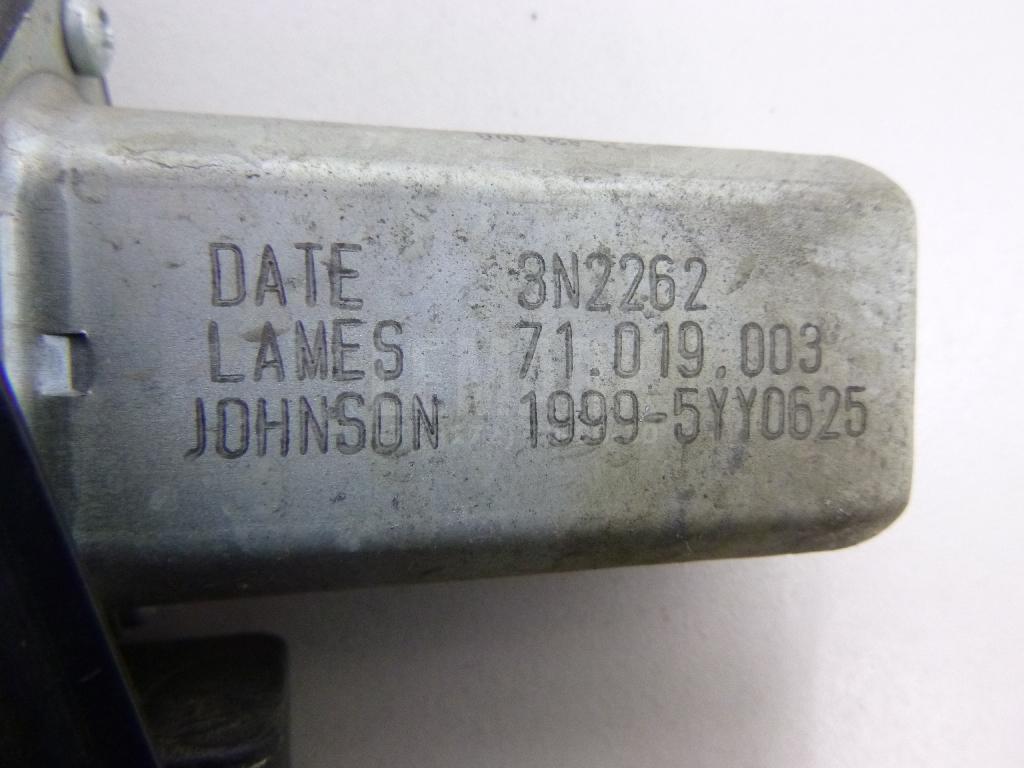 DATE 3N2262
LAMES 71.019.003
JOHNSON 1999-5YY0625